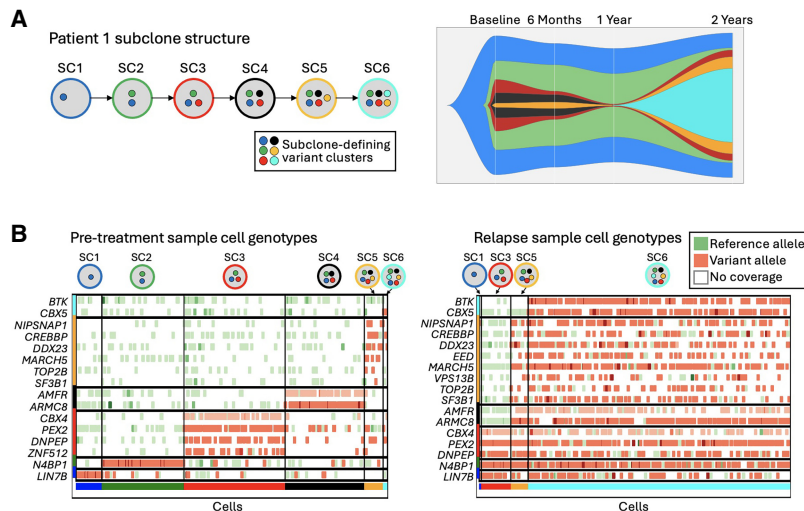 A
Patient 1 subclone structure
SC1 SC2 SC3 SC4 SC5 SC6
Subclone-defining
variant clusters
Baseline 6 Months 1 Year 2 Years
B
Pre-treatment sample cell genotypes
SC1 SC2 SC3 SC4 SC5 SC6
BTK
CBX5
NIPSNAP1
CREBBP
DDX23
MARCH5
TOP2B
SF3B1
AMFR
ARMC8
CBX4
PEX2
DNPEP
ZNF512
N4BP1
LIN7B
Cells
Relapse sample cell genotypes
Reference allele
Variant allele
No coverage
SC1 SC3 SC5 SC6
BTK
CBX5
NIPSNAP1
CREBBP
DDX23
EED
MARCH5
VPS13B
TOP2B
SF3B1
AMFR
ARMC8
CBX4
PEX2
DNPEP
N4BP1
LIN7B
Cells